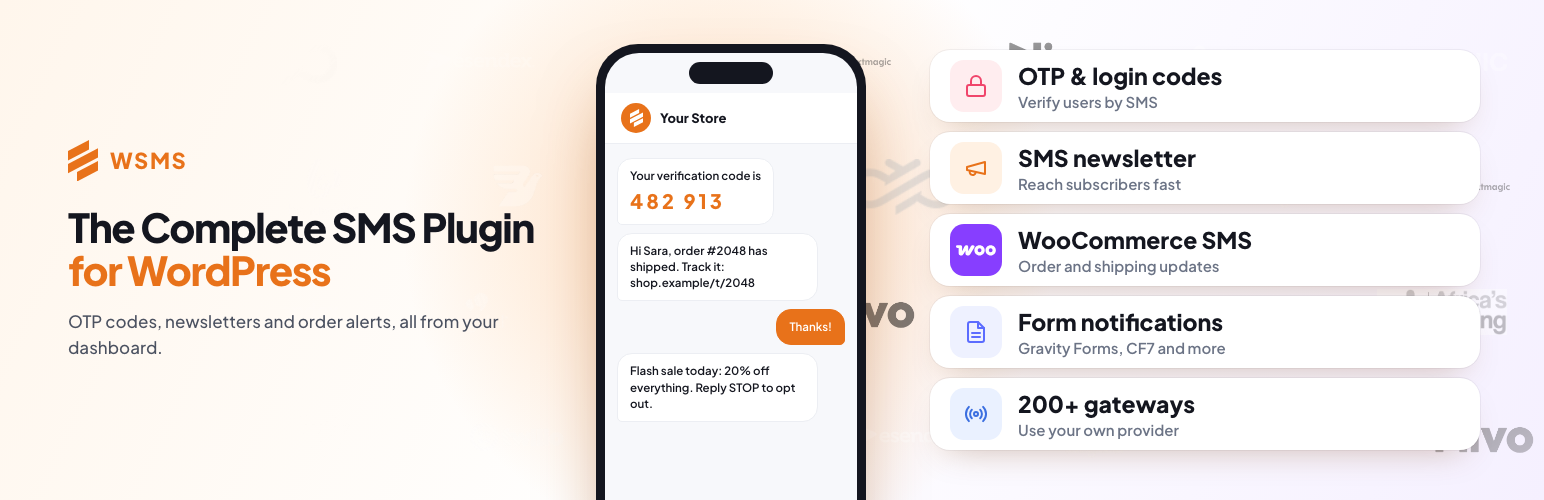 WSMS
The Complete SMS Plugin
for WordPress
OTP codes, newsletters and order alerts, all from your
dashboard.
Your Store
Your verification code is
482 913
Hi Sara, order #2048 has
shipped. Track it:
shop.example/t/2048
Thanks!
Flash sale today: 20% off
everything. Reply STOP to opt
out.
OTP & login codes
Verify users by SMS
SMS newsletter
Reach subscribers fast
woo
WooCommerce SMS
Order and shipping updates
Form notifications
Gravity Forms, CF7 and more
200+ gateways
Use your own provider